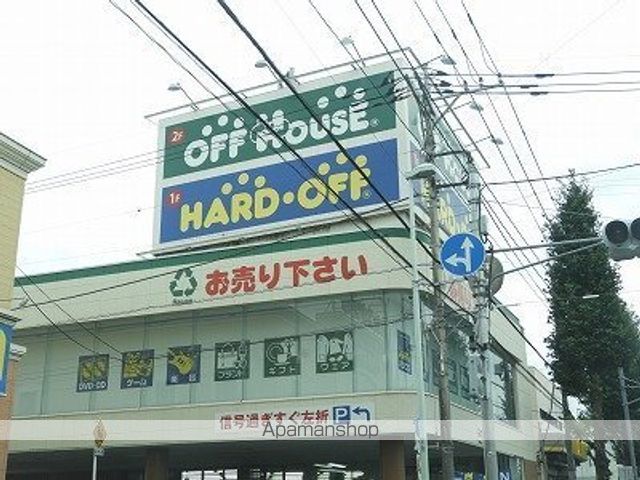 2F OFF HOUSE®
1F HARD・OFF®
お売り下さい
DVD・CD ゲーム 楽器 ブランド ギフト ウェア
信号過ぎすぐ左折 P
Apamanshop